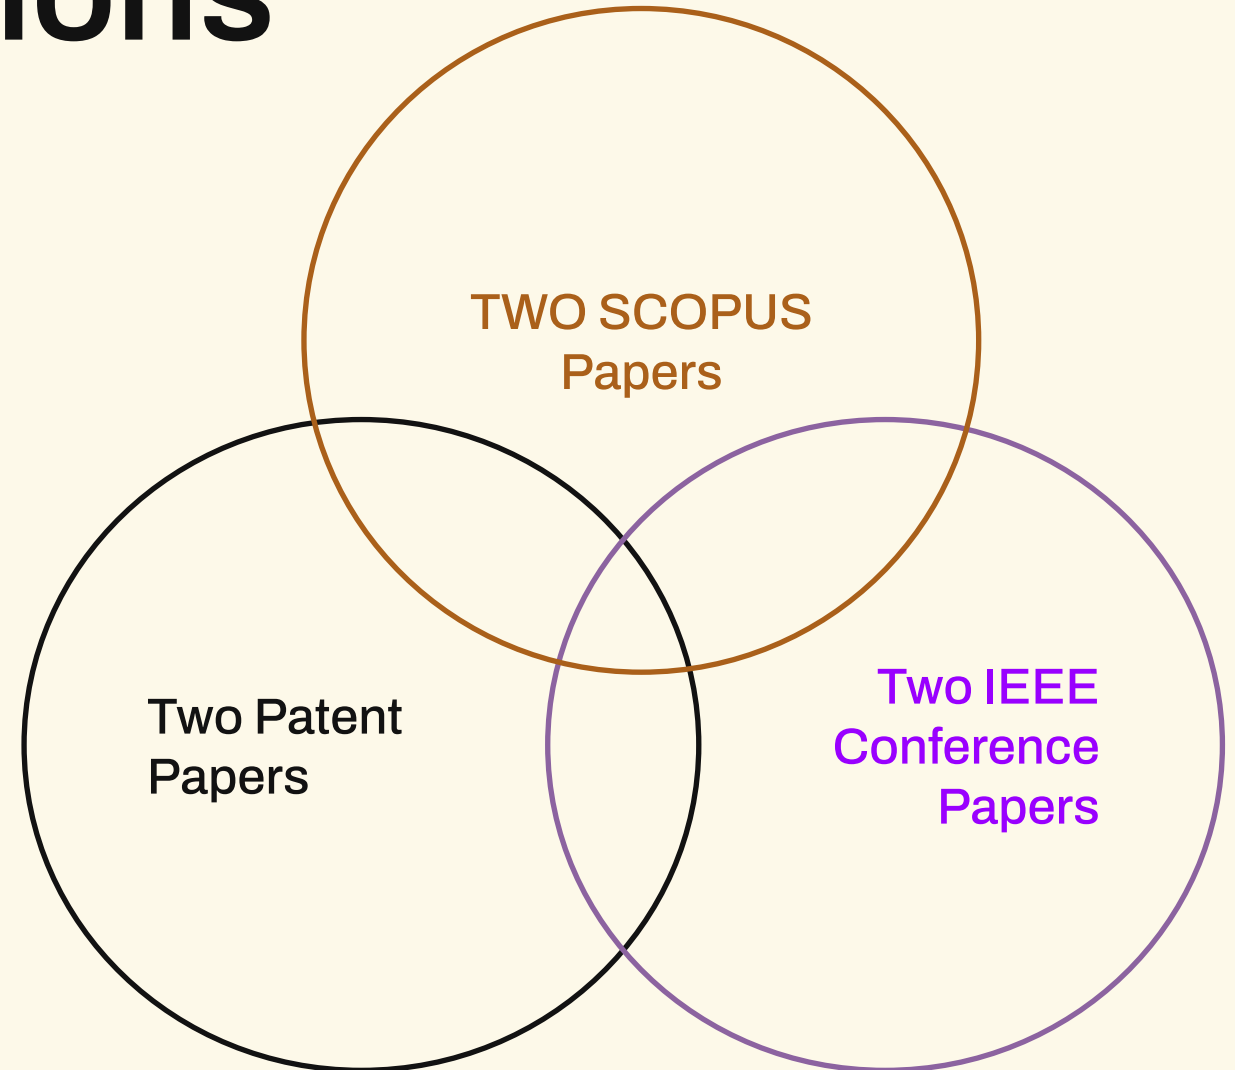 TWO SCOPUS
Papers
Two Patent
Papers
Two IEEE
Conference
Papers